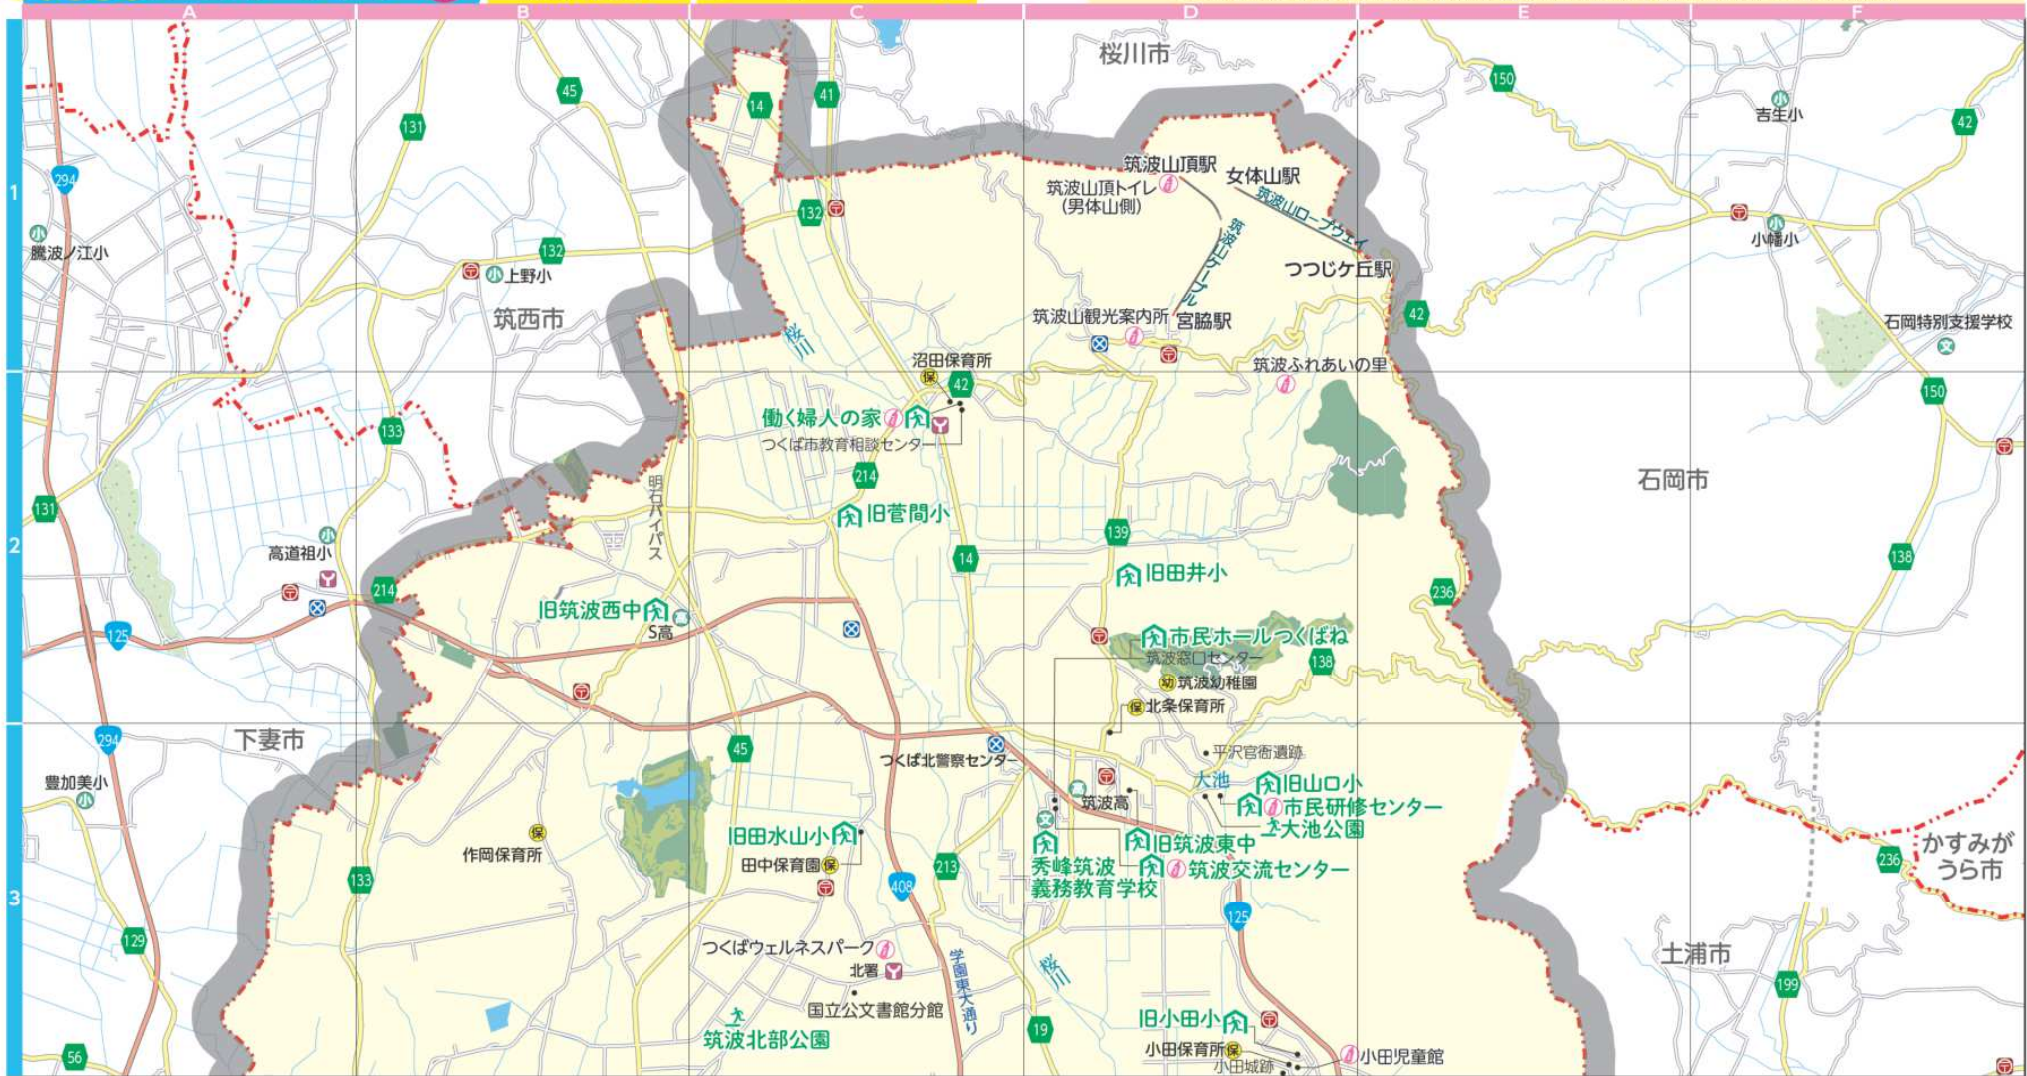 A
B
C
D
E
F
1
2
3
桜川市
150
45
14
41
131
吉生小
42
294
筑波山頂駅
女体山駅
筑波山頂トイレ
(男体山側)
筑波山ロープウェイ
132
小幡小
騰波ノ江小
132
上野小
筑波山ケーブル
つつじケ丘駅
筑西市
桜川
筑波山観光案内所
宮脇駅
42
石岡特別支援学校
沼田保育所
筑波ふれあいの里
42
150
働く婦人の家
つくば市教育相談センター
133
214
明石バイパス
石岡市
131
旧菅間小
高道祖小
139
14
138
旧田井小
214
236
旧筑波西中
S高
125
市民ホールつくばね
筑波窓口センター
138
筑波幼稚園
北条保育所
下妻市
294
45
つくば北警察センター
平沢官衙遺跡
豊加美小
大池
旧山口小
筑波高
市民研修センター
大池公園
旧田水山小
旧筑波東中
かすみが
うら市
作岡保育所
田中保育園
秀峰筑波
義務教育学校
筑波交流センター
236
133
213
408
125
129
つくばウェルネスパーク
北署
学園東大通り
桜川
土浦市
199
国立公文書館分館
筑波北部公園
19
旧小田小
56
小田保育所
小田児童館
小田城跡